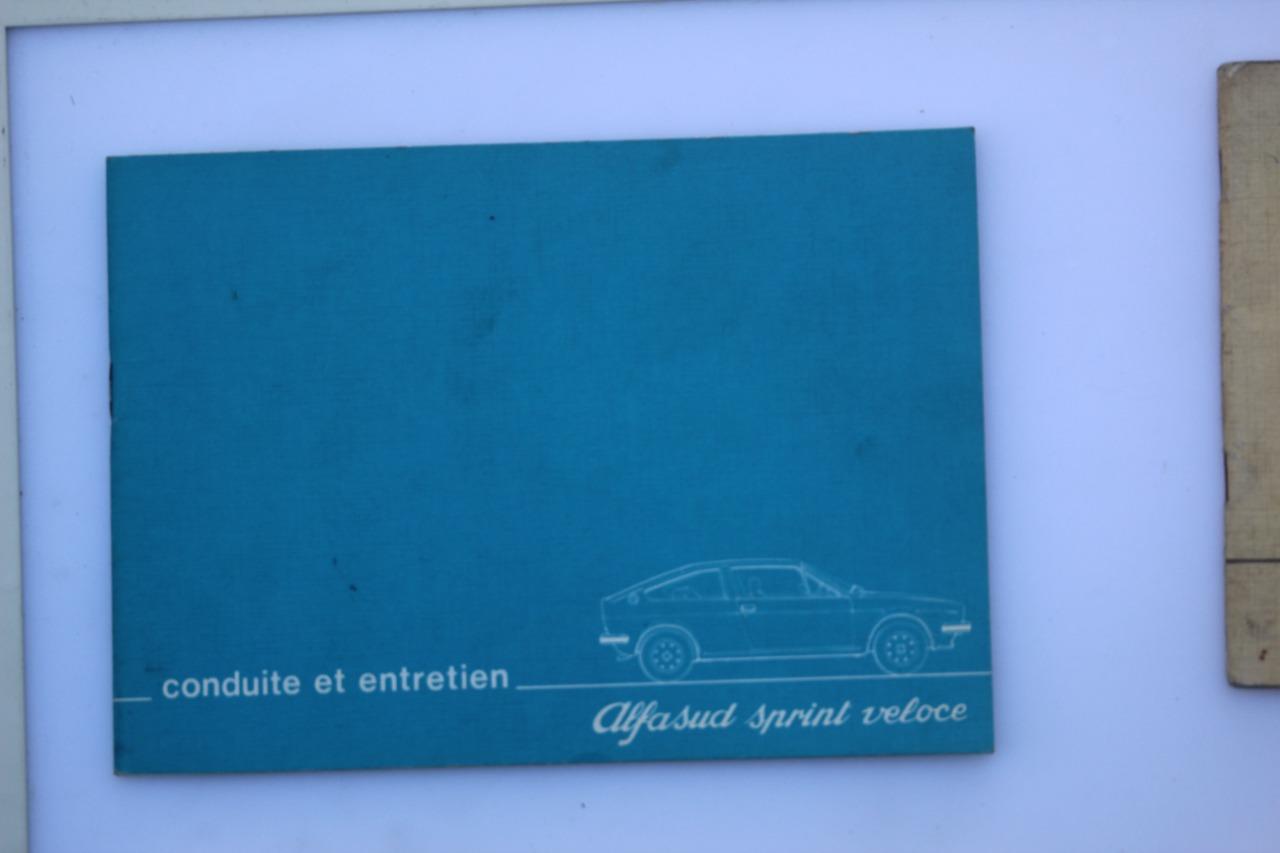 conduite et entretien
Alfasud sprint veloce